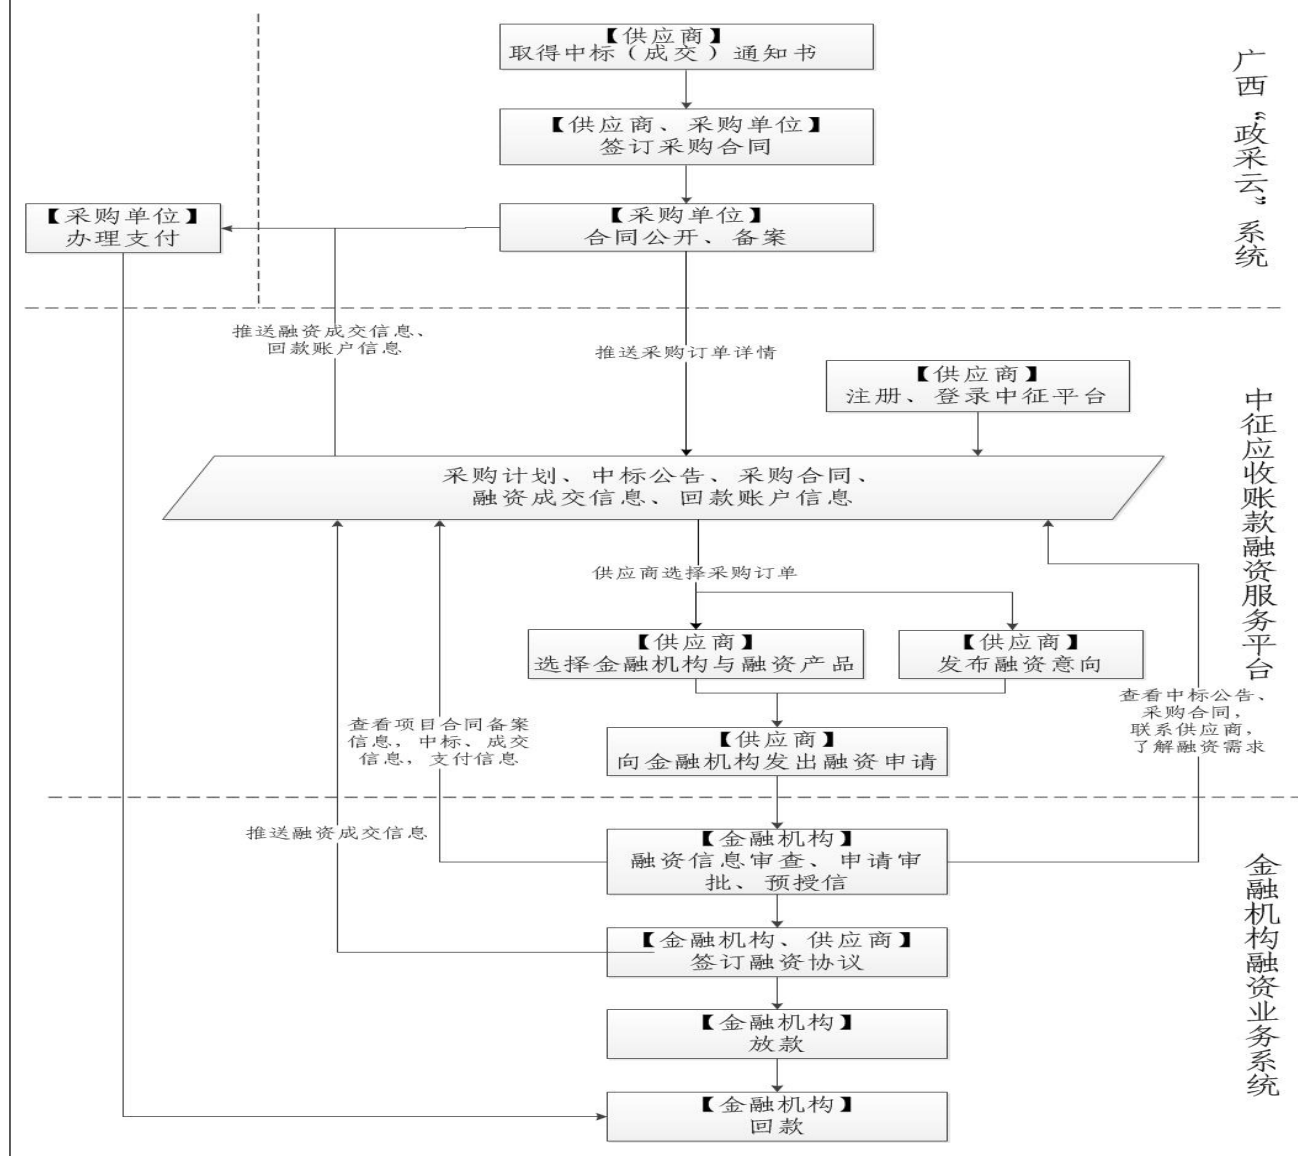 【供应商】
取得中标（成交）通知书
【供应商、采购单位】
签订采购合同
【采购单位】
办理支付
【采购单位】
合同公开、备案
广西“政采云”系统
推送融资成交信息、
回款账户信息
推送采购订单详情
【供应商】
注册、登录中征平台
采购计划、中标公告、采购合同、
融资成交信息、回款账户信息
中征应收账款融资服务平台
供应商选择采购订单
【供应商】
选择金融机构与融资产品
【供应商】
发布融资意向
查看项目合同备案
信息，中标、成交
信息，支付信息
【供应商】
向金融机构发出融资申请
查看中标公告、
采购合同，
联系供应商，
了解融资需求
推送融资成交信息
【金融机构】
融资信息审查、申请审
批、预授信
【金融机构、供应商】
签订融资协议
【金融机构】
放款
【金融机构】
回款
金融机构融资业务系统